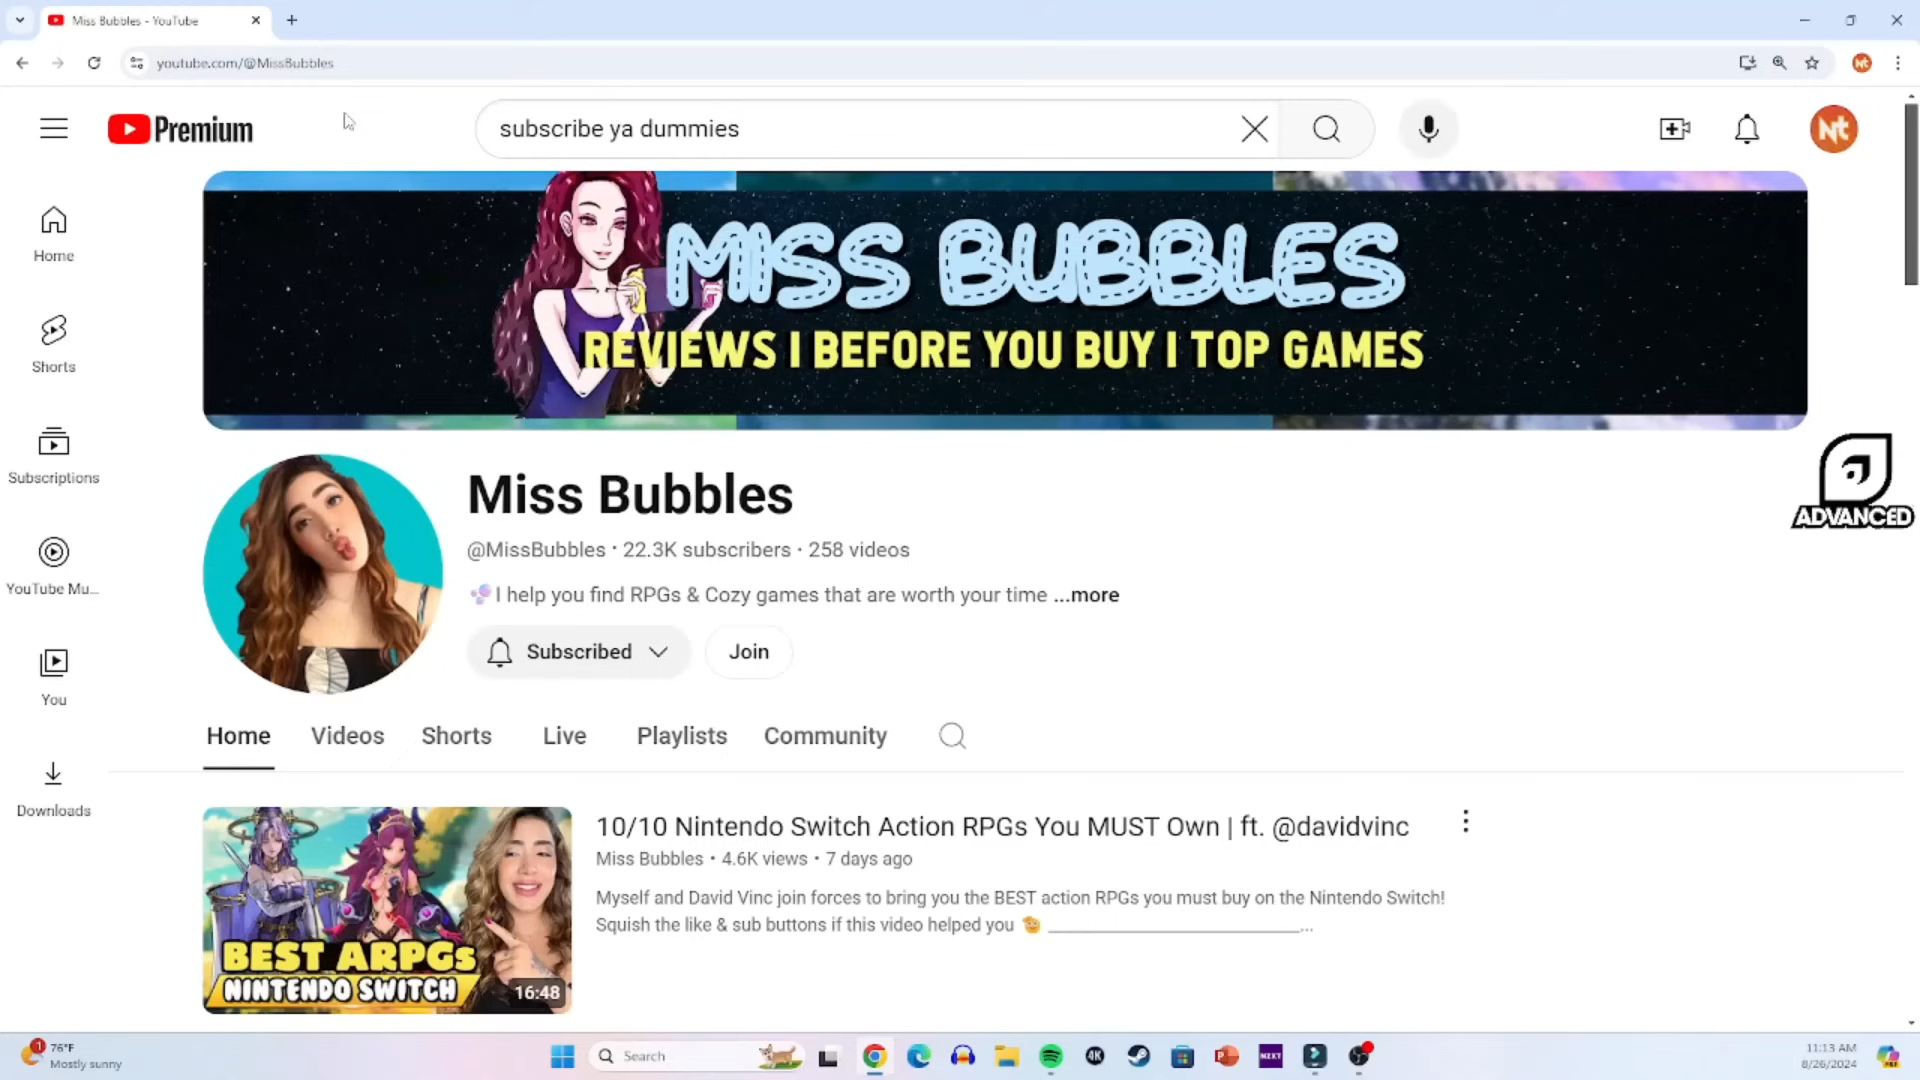 Miss Bubbles - YouTube
youtube.com/@MissBubbles
Nt
Premium
subscribe ya dummies
Nt
Home
Shorts
Subscriptions
YouTube Mu...
You
Downloads
MISS BUBBLES
REVIEWS I BEFORE YOU BUY I TOP GAMES
ADVANCED
Miss Bubbles
@MissBubbles · 22.3K subscribers · 258 videos
I help you find RPGs & Cozy games that are worth your time ...more
Subscribed
Join
Home Videos Shorts Live Playlists Community
BEST ARPGs
NINTENDO SWITCH
16:48
10/10 Nintendo Switch Action RPGs You MUST Own | ft. @davidvinc
Miss Bubbles · 4.6K views · 7 days ago
Myself and David Vinc join forces to bring you the BEST action RPGs you must buy on the Nintendo Switch!
Squish the like & sub buttons if this video helped you ___________________________...
1
76°F
Mostly sunny
Search
4K
NEXT
11:13 AM
8/26/2024